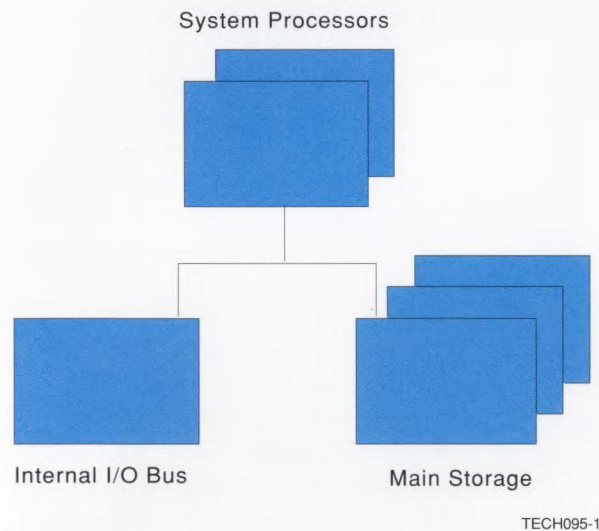 System Processors
Internal I/O Bus
Main Storage
TECH095-1